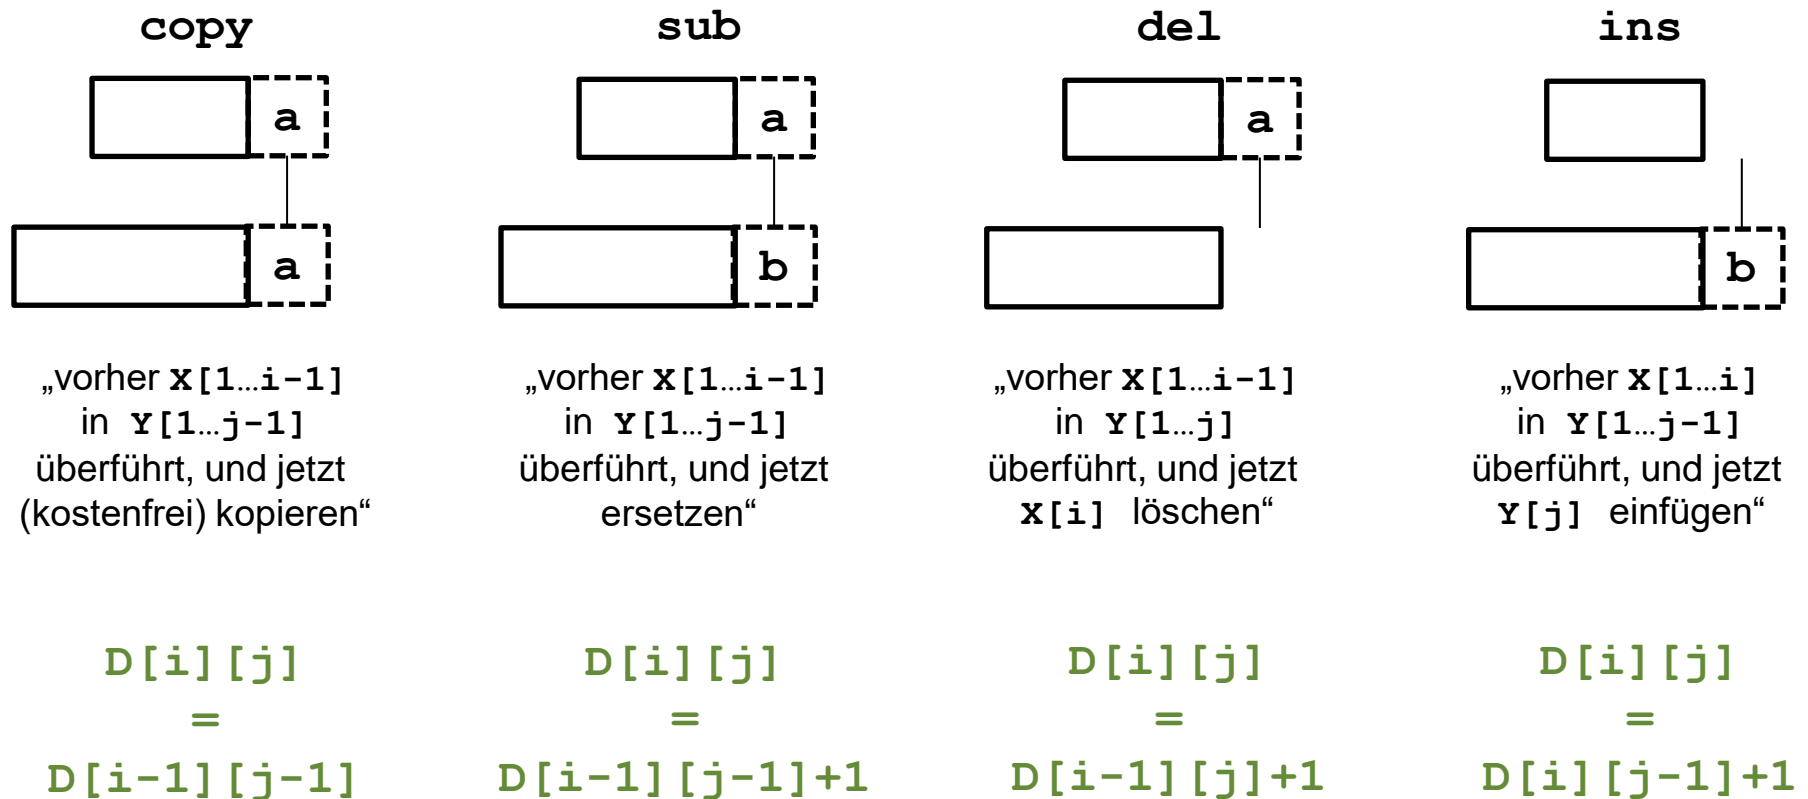 copy
a
a
„vorher X[1…i-1]
in Y[1…j-1]
überführt, und jetzt
(kostenfrei) kopieren“
D[i][j]
=
D[i-1][j-1]
sub
a
b
„vorher X[1…i-1]
in Y[1…j-1]
überführt, und jetzt
ersetzen“
D[i][j]
=
D[i-1][j-1]+1
del
a
„vorher X[1…i-1]
in Y[1…j]
überführt, und jetzt
X[i] löschen“
D[i][j]
=
D[i-1][j]+1
ins
b
„vorher X[1…i]
in Y[1…j-1]
überführt, und jetzt
Y[j] einfügen“
D[i][j]
=
D[i][j-1]+1